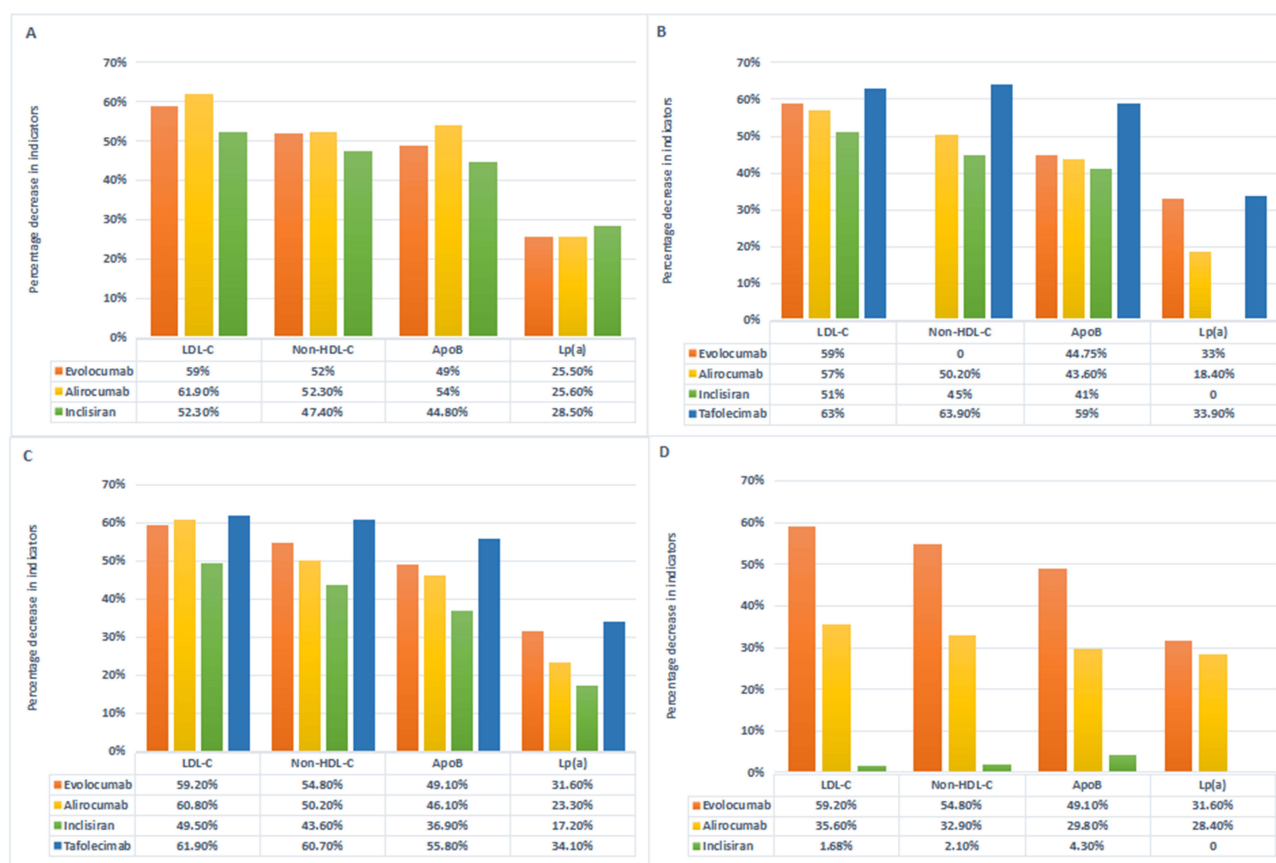 A
Percentage decrease in indicators
70%
60%
50%
40%
30%
20%
10%
0%
LDL-C Non-HDL-C ApoB Lp(a)
Evolocumab 59% 52% 49% 25.50%
Alirocumab 61.90% 52.30% 54% 25.60%
Inclisiran 52.30% 47.40% 44.80% 28.50%
B
Percentage decrease in indicators
70%
60%
50%
40%
30%
20%
10%
0%
LDL-C Non-HDL-C ApoB Lp(a)
Evolocumab 59% 0 44.75% 33%
Alirocumab 57% 50.20% 43.60% 18.40%
Inclisiran 51% 45% 41% 0
Tafolecimab 63% 63.90% 59% 33.90%
C
Percentage decrease in indicators
70%
60%
50%
40%
30%
20%
10%
0%
LDL-C Non-HDL-C ApoB Lp(a)
Evolocumab 59.20% 54.80% 49.10% 31.60%
Alirocumab 60.80% 50.20% 46.10% 23.30%
Inclisiran 49.50% 43.60% 36.90% 17.20%
Tafolecimab 61.90% 60.70% 55.80% 34.10%
D
Percentage decrease in indicators
70%
60%
50%
40%
30%
20%
10%
0%
LDL-C Non-HDL-C ApoB Lp(a)
Evolocumab 59.20% 54.80% 49.10% 31.60%
Alirocumab 35.60% 32.90% 29.80% 28.40%
Inclisiran 1.68% 2.10% 4.30% 0